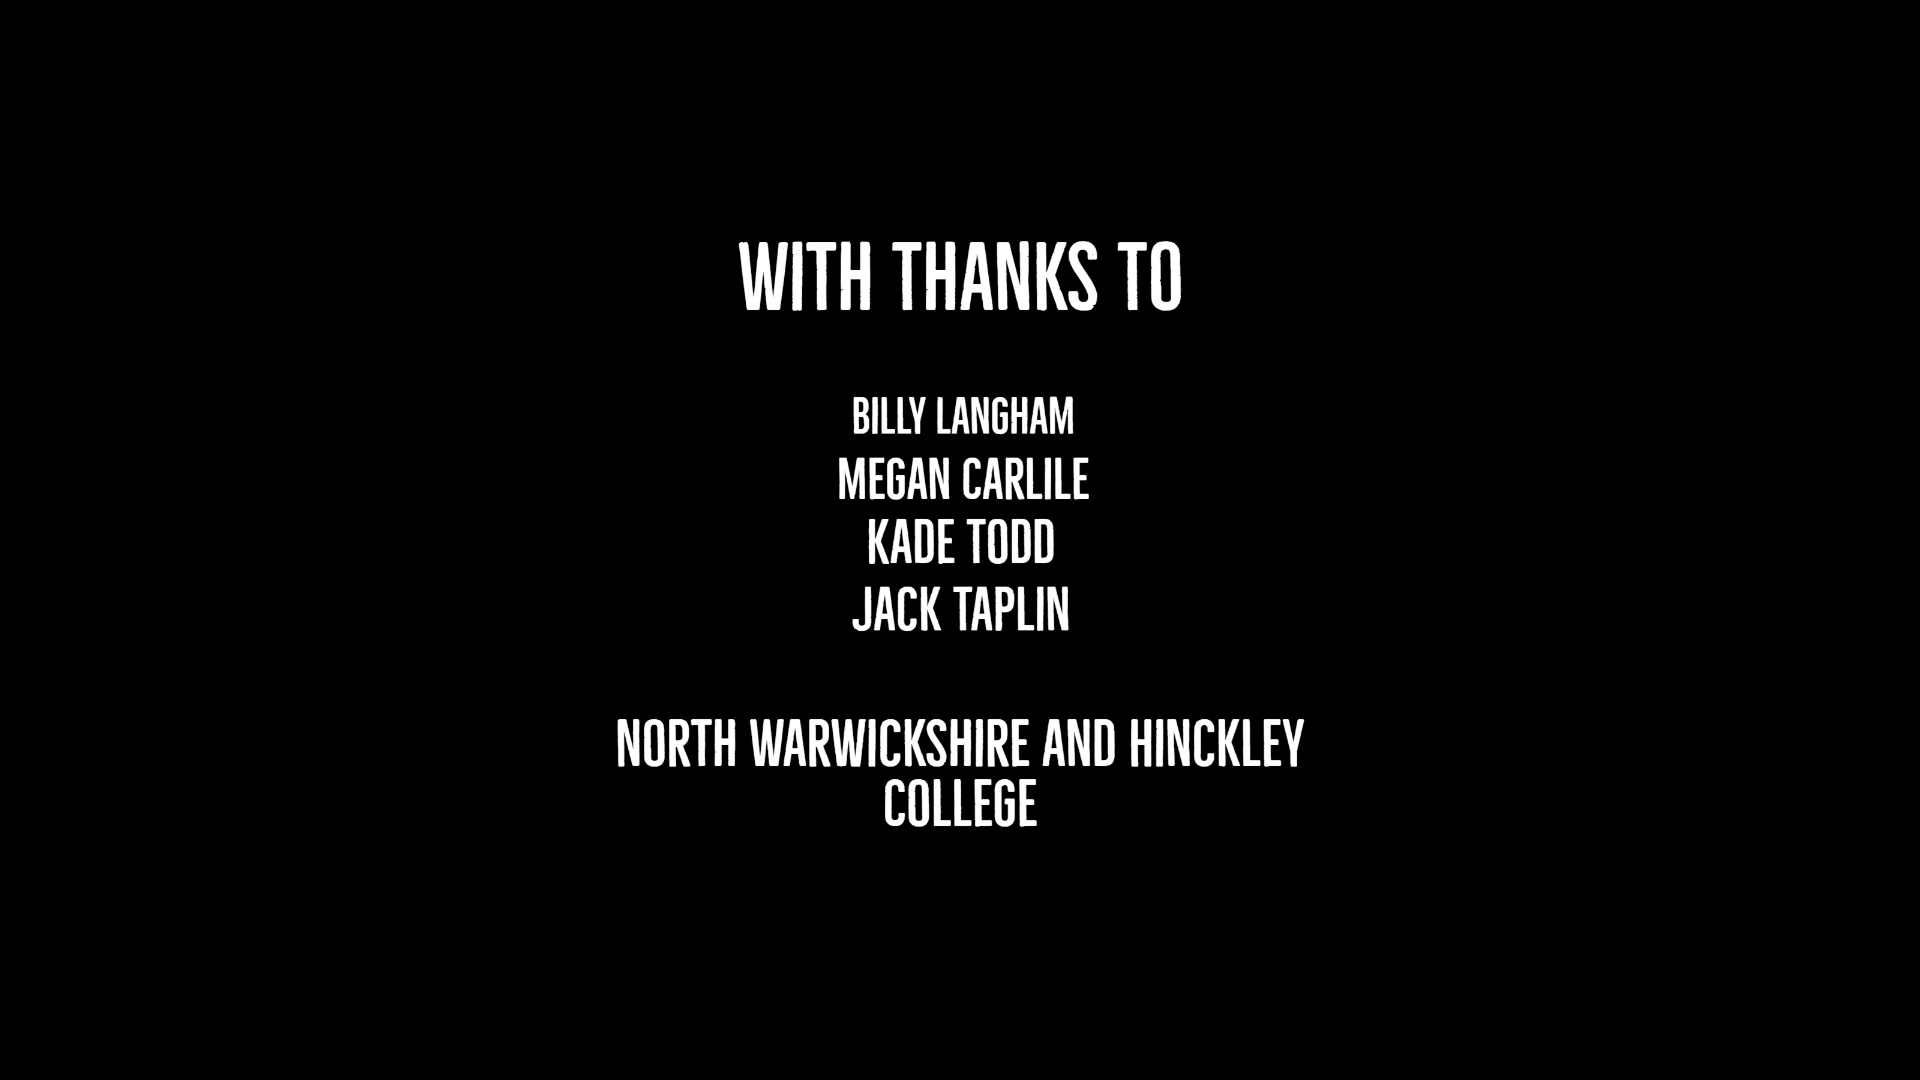 WITH THANKS TO
BILLY LANGHAM
MEGAN CARLILE
KADE TODD
JACK TAPLIN
NORTH WARWICKSHIRE AND HINCKLEY
COLLEGE